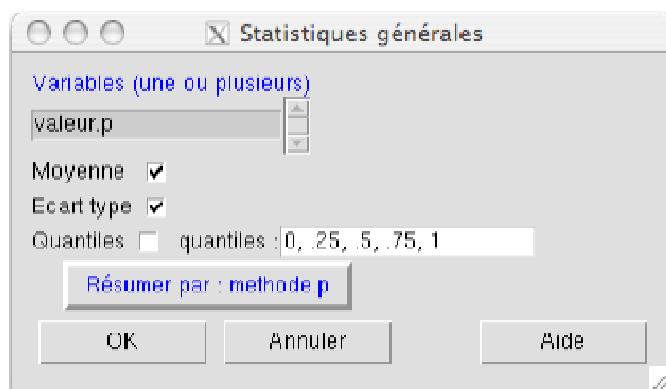 Statistiques générales
Variables (une ou plusieurs)
valeur.p
Moyenne
Ecart type
Quantiles quantiles : 0, .25, .5, .75, 1
Résumer par : methode.p
OK Annuler Aide